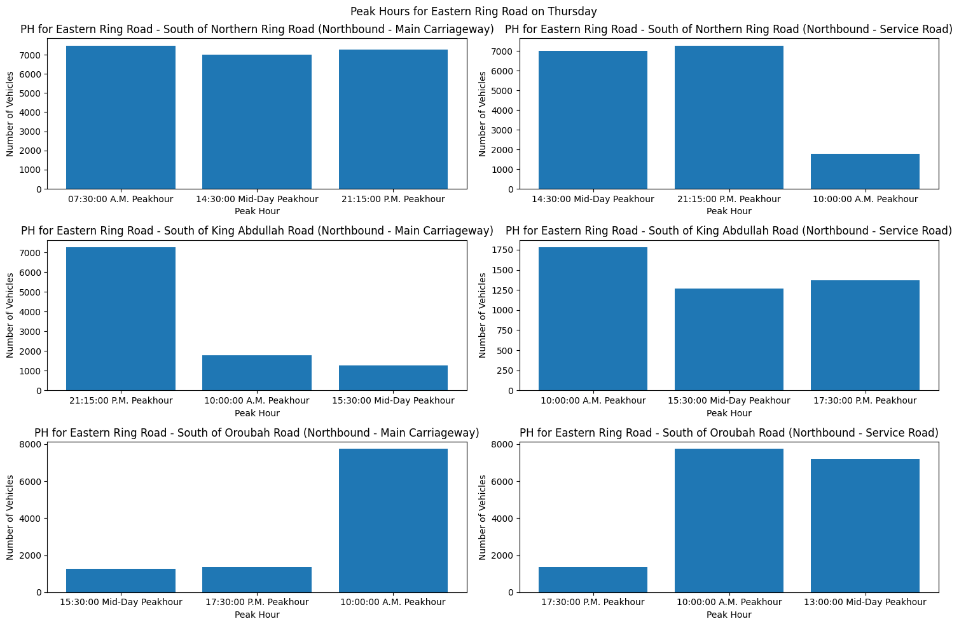 Peak Hours for Eastern Ring Road on Thursday
PH for Eastern Ring Road - South of Northern Ring Road (Northbound - Main Carriageway)
Number of Vehicles
7000
6000
5000
4000
3000
2000
1000
0
07:30:00 A.M. Peakhour
14:30:00 Mid-Day Peakhour
21:15:00 P.M. Peakhour
Peak Hour
PH for Eastern Ring Road - South of Northern Ring Road (Northbound - Service Road)
Number of Vehicles
7000
6000
5000
4000
3000
2000
1000
0
14:30:00 Mid-Day Peakhour
21:15:00 P.M. Peakhour
10:00:00 A.M. Peakhour
Peak Hour
PH for Eastern Ring Road - South of King Abdullah Road (Northbound - Main Carriageway)
Number of Vehicles
7000
6000
5000
4000
3000
2000
1000
0
21:15:00 P.M. Peakhour
10:00:00 A.M. Peakhour
15:30:00 Mid-Day Peakhour
Peak Hour
PH for Eastern Ring Road - South of King Abdullah Road (Northbound - Service Road)
Number of Vehicles
1750
1500
1250
1000
750
500
250
0
10:00:00 A.M. Peakhour
15:30:00 Mid-Day Peakhour
17:30:00 P.M. Peakhour
Peak Hour
PH for Eastern Ring Road - South of Oroubah Road (Northbound - Main Carriageway)
Number of Vehicles
8000
6000
4000
2000
0
15:30:00 Mid-Day Peakhour
17:30:00 P.M. Peakhour
10:00:00 A.M. Peakhour
Peak Hour
PH for Eastern Ring Road - South of Oroubah Road (Northbound - Service Road)
Number of Vehicles
8000
6000
4000
2000
0
17:30:00 P.M. Peakhour
10:00:00 A.M. Peakhour
13:00:00 Mid-Day Peakhour
Peak Hour